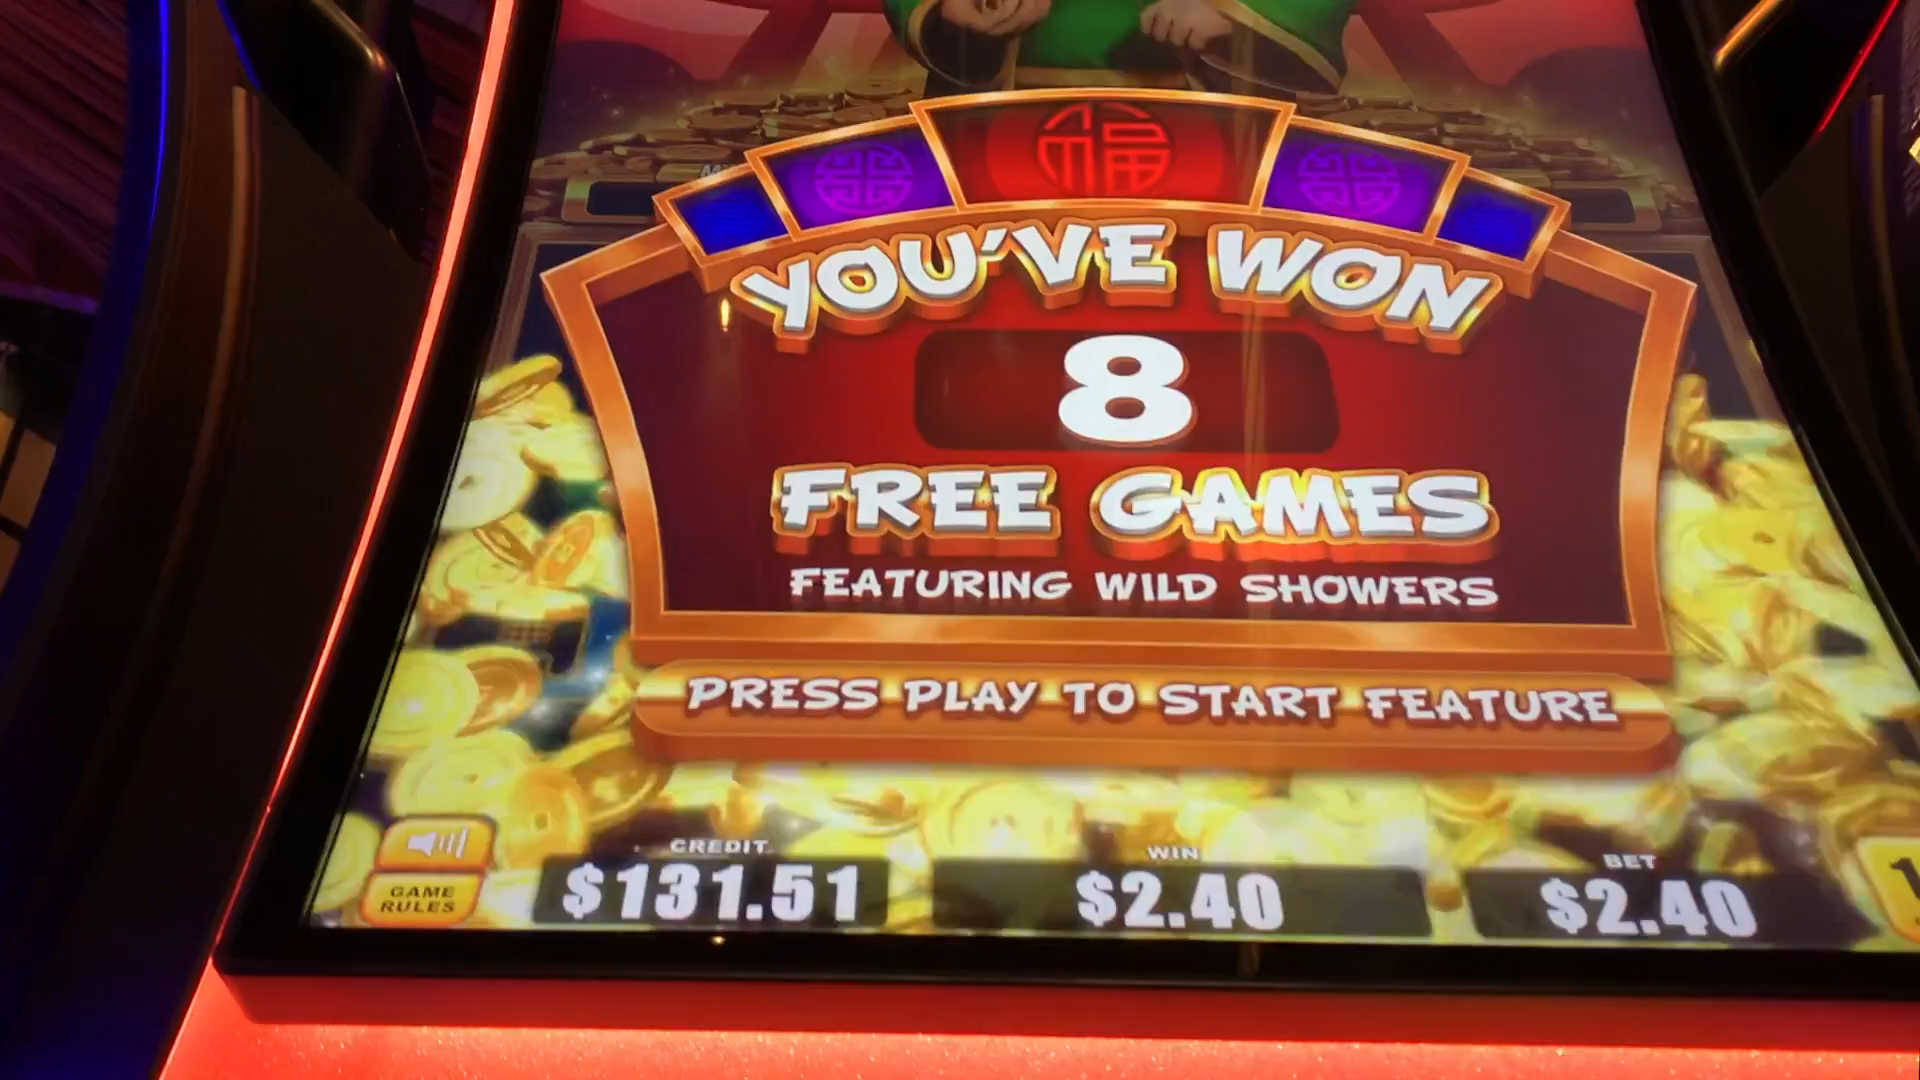 福
YOU'VE WON
8
FREE GAMES
FEATURING WILD SHOWERS
PRESS PLAY TO START FEATURE
CREDIT WIN BET
$131.51 $2.40 $2.40
GAME
RULES